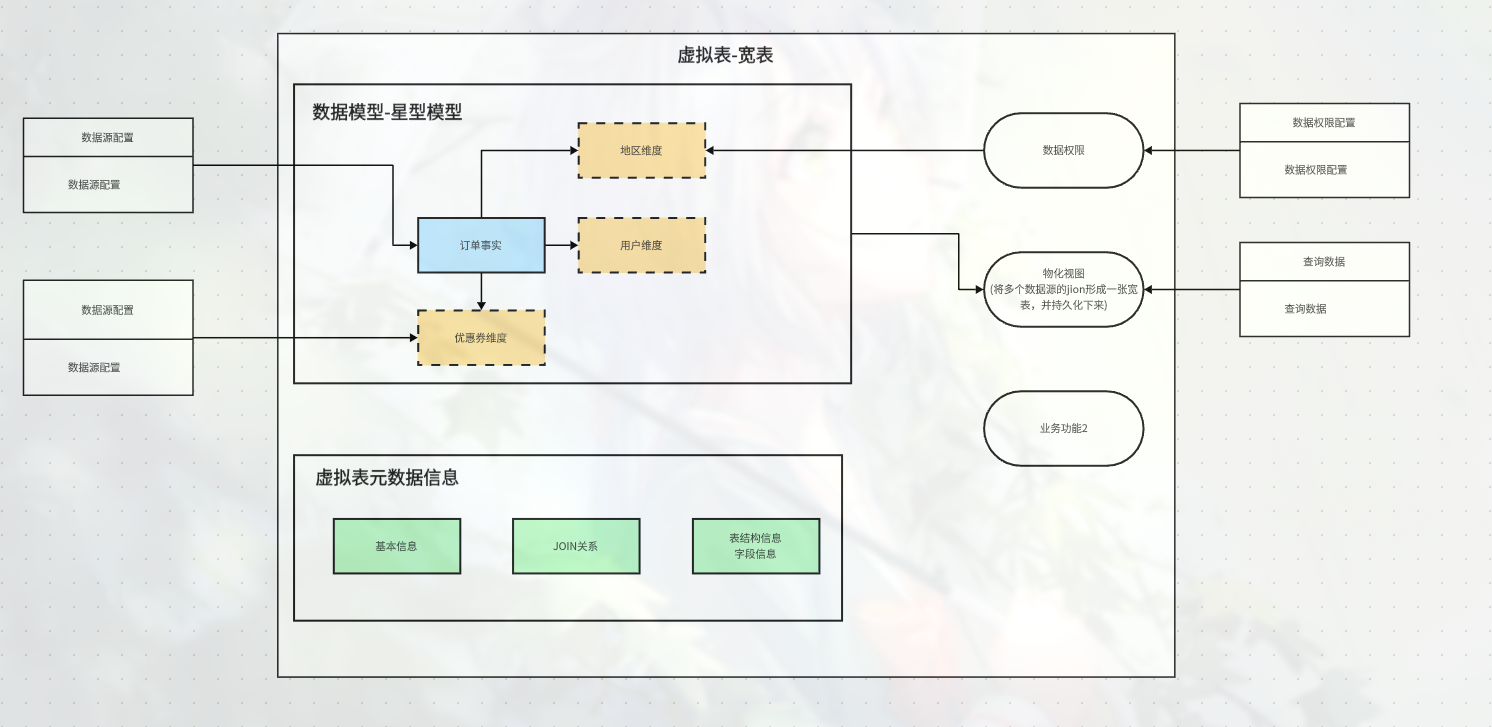 虚拟表-宽表
数据模型-星型模型
数据源配置
数据源配置
地区维度
数据权限
数据权限配置
数据权限配置
订单事实
用户维度
物化视图
(将多个数据源的jion形成一张宽
表，并持久化下来)
查询数据
查询数据
数据源配置
数据源配置
优惠券维度
业务功能2
虚拟表元数据信息
基本信息
JOIN关系
表结构信息
字段信息